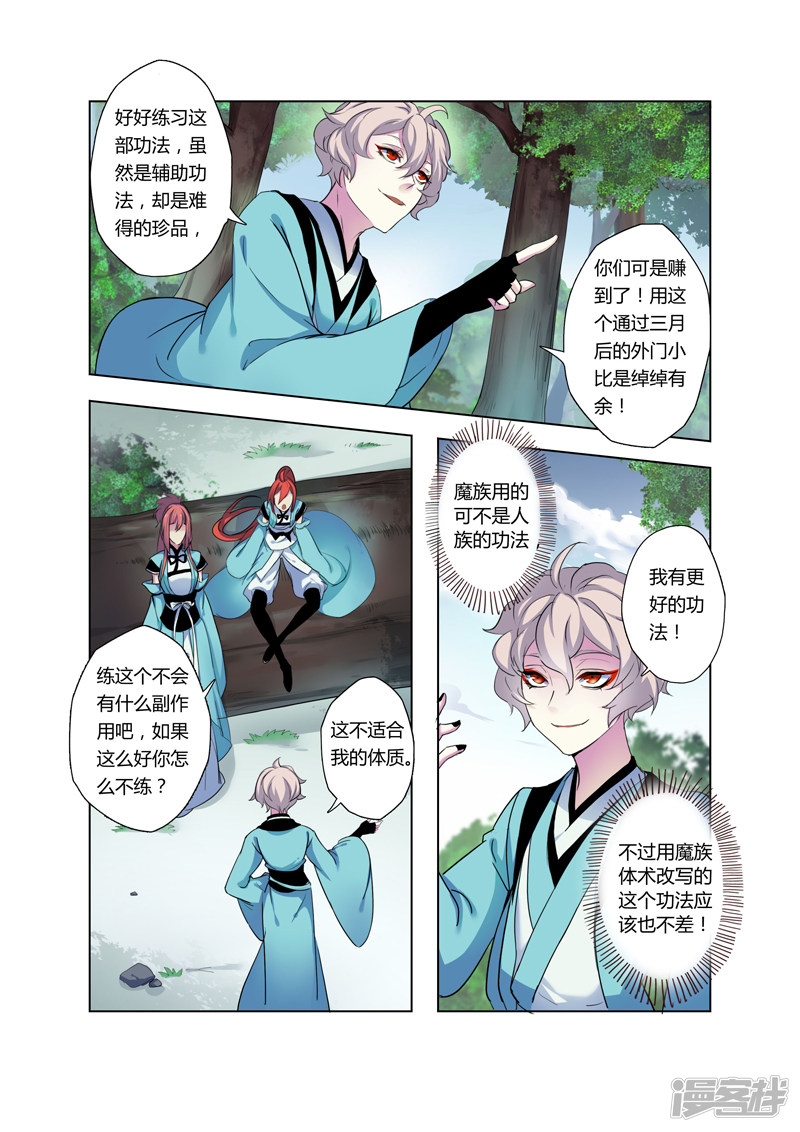 好好练习这
部功法，虽
然是辅助功
法，却是难
得的珍品，
你们可是赚
到了！用这
个通过三月
后的外门小
比是绰绰有
余！
练这个不会
有什么副作
用吧，如果
这么好你怎
么不练？
这不适合
我的体质。
魔族用的
可不是人
族的功法，
我有更
好的功
法！
不过用魔族
体术改写的
这个功法应
该也不差！
漫客栈